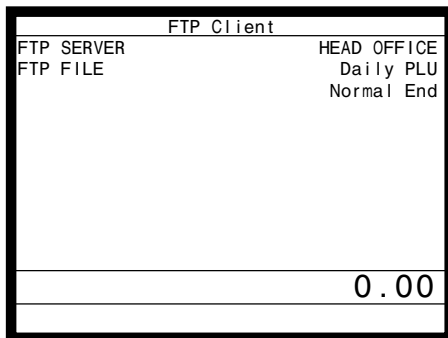 FTP Client
FTP SERVER HEAD OFFICE
FTP FILE Daily PLU
Normal End
0.00